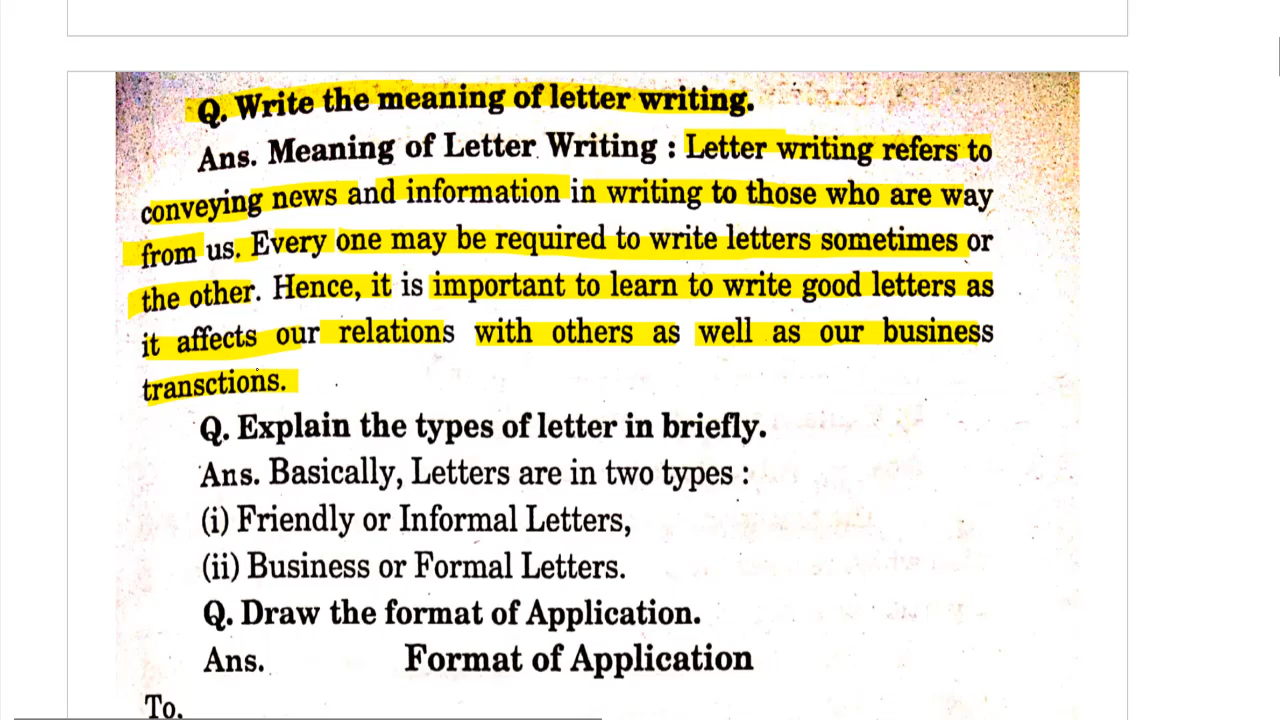 Q. Write the meaning of letter writing.
Ans. Meaning of Letter Writing : Letter writing refers to
conveying news and information in writing to those who are way
from us. Every one may be required to write letters sometimes or
the other. Hence, it is important to learn to write good letters as
it affects our relations with others as well as our business
transctions.
Q. Explain the types of letter in briefly.
Ans. Basically, Letters are in two types :
(i) Friendly or Informal Letters,
(ii) Business or Formal Letters.
Q. Draw the format of Application.
Ans. Format of Application
To,